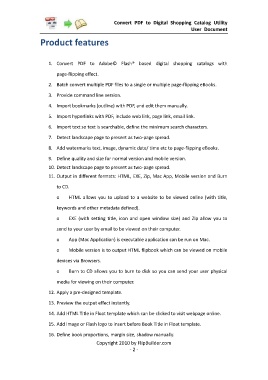 Convert PDF to Digital Shopping Catalog Utility
User Document
Product features
1. Convert PDF to Adobe© Flash® based digital shopping catalogs with
page-flipping effect.
2. Batch convert multiple PDF files to a single or multiple page-flipping eBooks.
3. Provide command line version.
4. Import bookmarks (outline) with PDF, and edit them manually.
5. Import hyperlinks with PDF, include web link, page link, email link.
6. Import text so text is searchable, define the minimum search characters.
7. Detect landscape page to present as two-page spread.
8. Add watermarks text, image, dynamic date/ time etc to page-flipping eBooks.
9. Define quality and size for normal version and mobile version.
10. Detect landscape page to present as two-page spread.
11. Output in different formats: HTML, EXE, Zip, Mac App, Mobile version and Burn
to CD.
o HTML allows you to upload to a website to be viewed online (with title,
keywords and other metadata defined).
o EXE (with setting title, icon and open window size) and Zip allow you to
send to your user by email to be viewed on their computer.
o App (Mac Application) is executable application can be run on Mac.
o Mobile version is to output HTML flipbook which can be viewed on mobile
devices via Browsers.
o Burn to CD allows you to burn to disk so you can send your user physical
media for viewing on their computer.
12. Apply a pre-designed template.
13. Preview the output effect instantly.
14. Add HTML Title in Float template which can be clicked to visit webpage online.
15. Add image or Flash logo to insert before Book Title in Float template.
16. Define book proportions, margin size, shadow manually.
Copyright 2010 by FlipBuilder.com
- 2 -